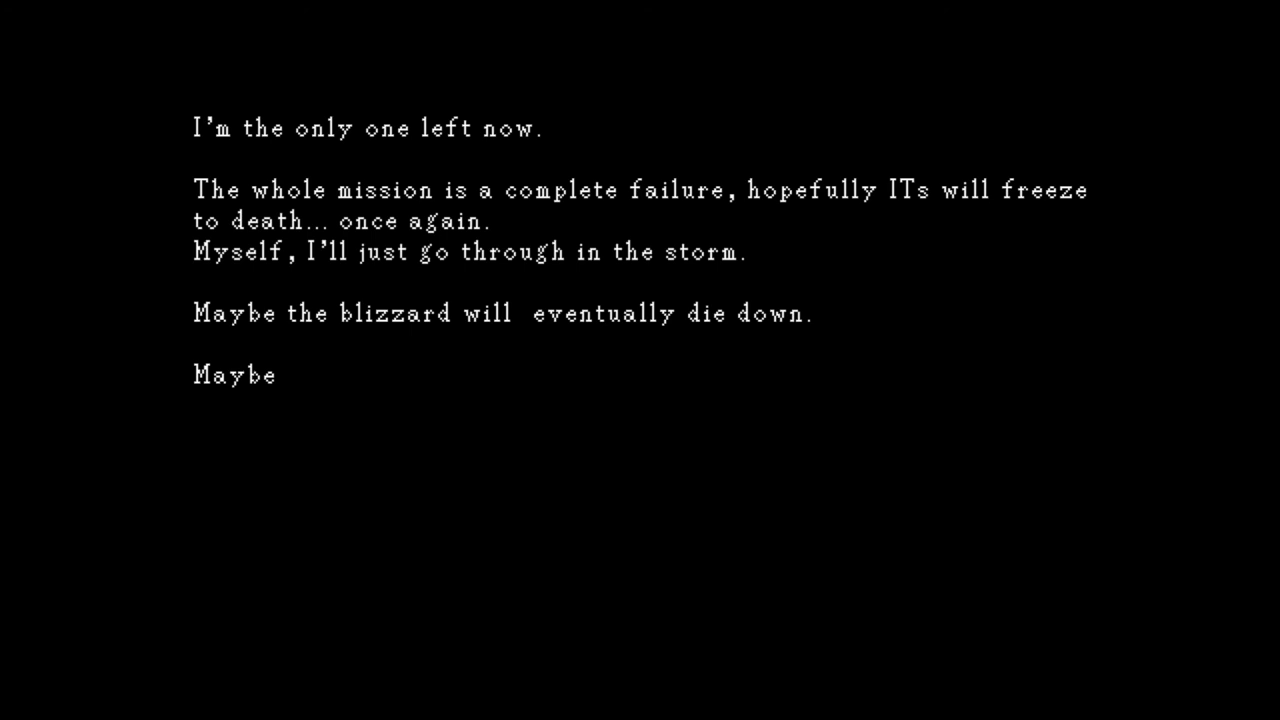 I'm the only one left now.
The whole mission is a complete failure, hopefully ITs will freeze
to death... once again.
Myself, I'll just go through in the storm.
Maybe the blizzard will  eventually die down.
Maybe